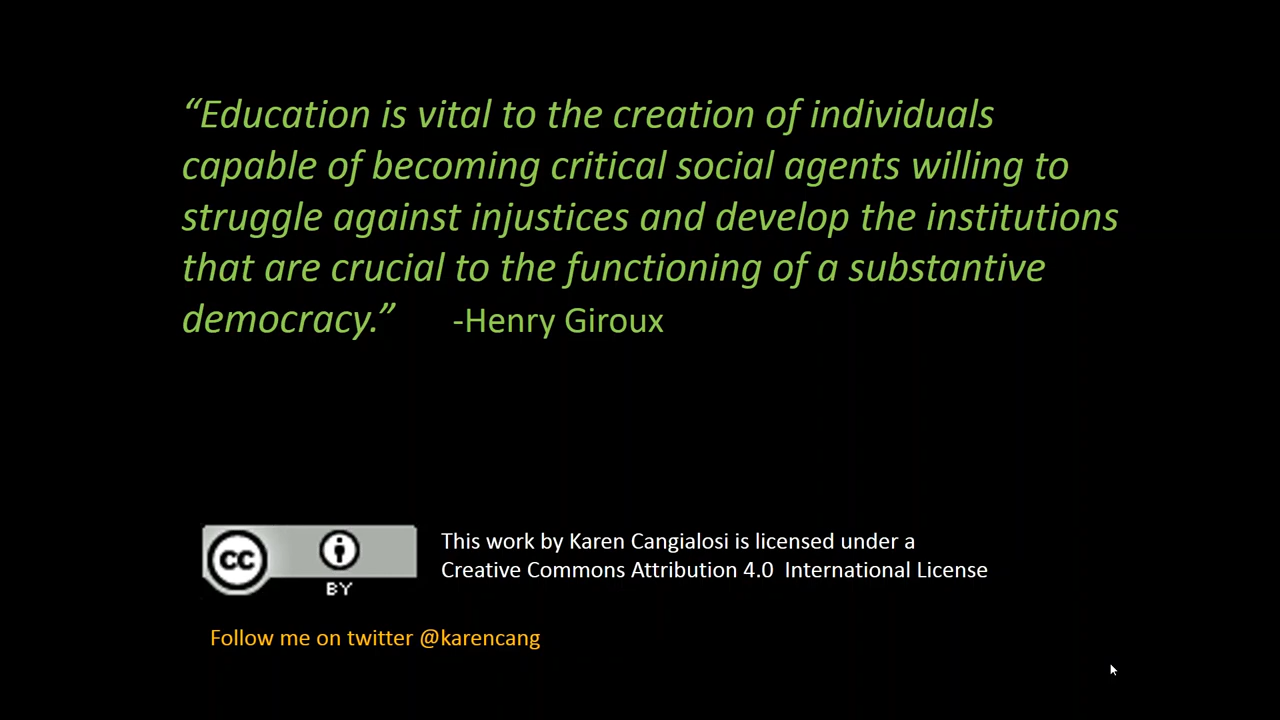 “Education is vital to the creation of individuals
capable of becoming critical social agents willing to
struggle against injustices and develop the institutions
that are crucial to the functioning of a substantive
democracy.” -Henry Giroux
cc
BY
This work by Karen Cangialosi is licensed under a
Creative Commons Attribution 4.0  International License
Follow me on twitter @karencang